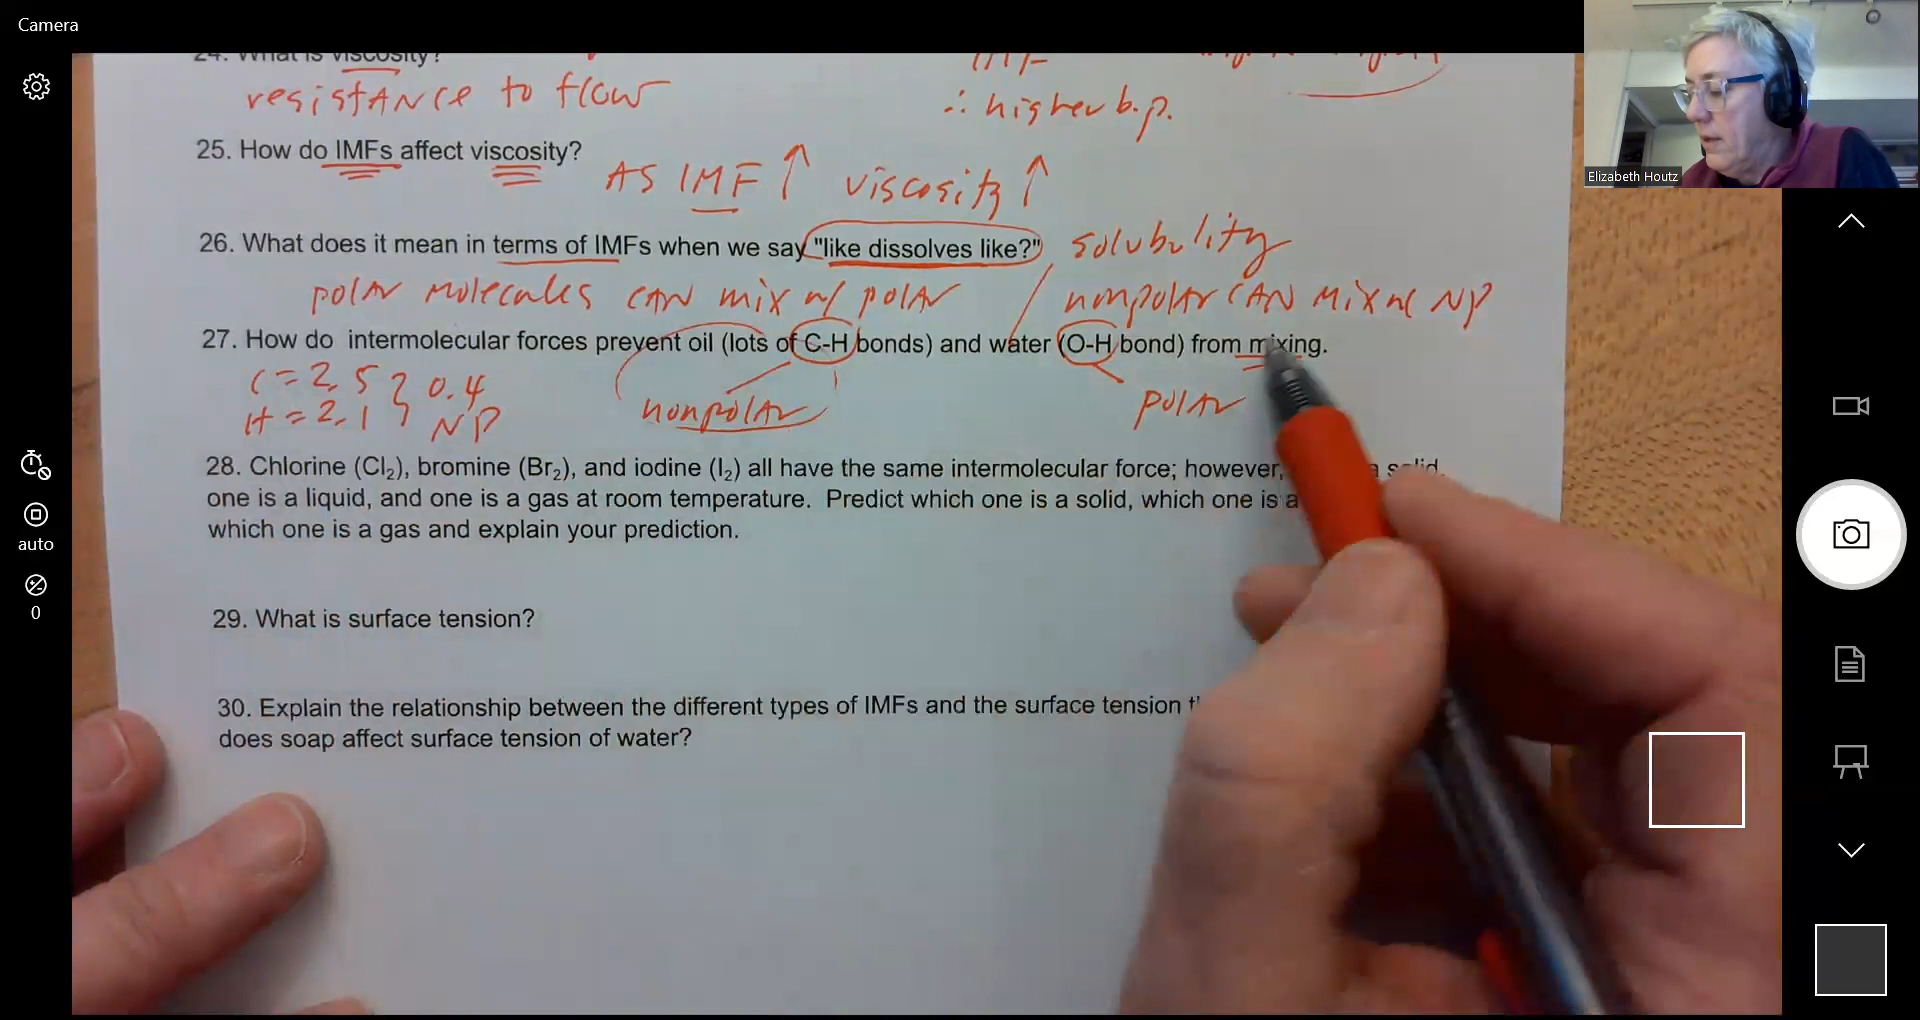 Camera
Elizabeth Houtz
24. What is viscosity?
resistance to flow
∴ higher b.p.
25. How do IMFs affect viscosity?
AS IMF ↑ viscosity ↑
26. What does it mean in terms of IMFs when we say "like dissolves like?"
solubility
polar molecules can mix w/ polar
nonpolar can mix w NP
27. How do intermolecular forces prevent oil (lots of C-H bonds) and water (O-H bond) from mixing.
C = 2.5
H = 2.1
0.4
NP
nonpolar
polar
28. Chlorine (Cl₂), bromine (Br₂), and iodine (I₂) all have the same intermolecular force; however, a solid,
one is a liquid, and one is a gas at room temperature. Predict which one is a solid, which one is a
which one is a gas and explain your prediction.
29. What is surface tension?
30. Explain the relationship between the different types of IMFs and the surface tension
does soap affect surface tension of water?
auto
0